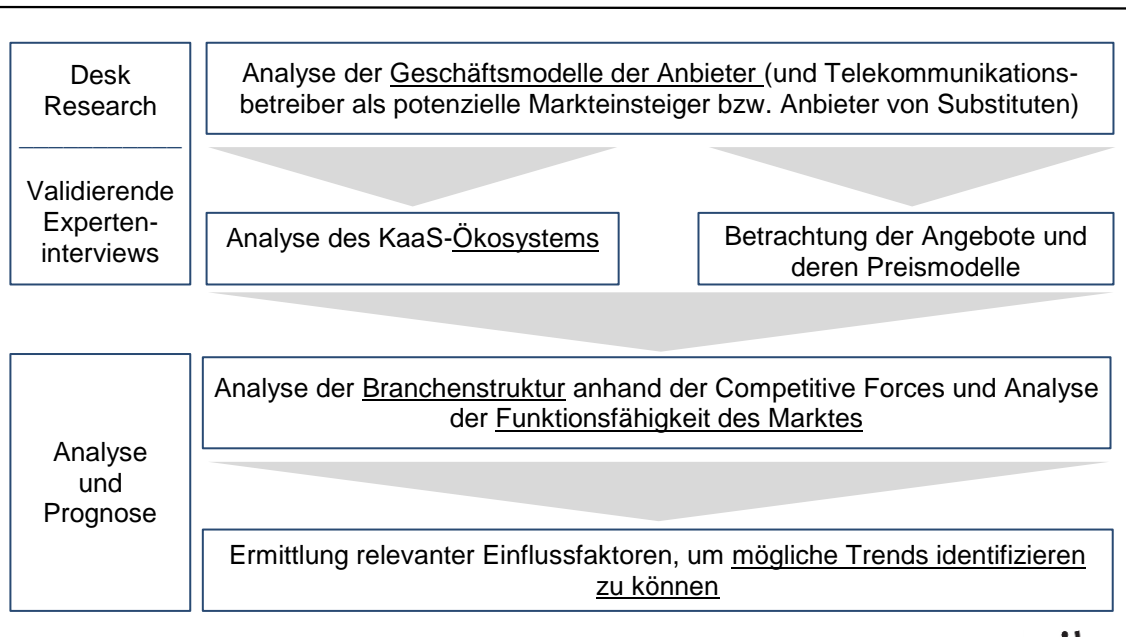 Desk
Research
Validierende
Experten-
interviews
Analyse der Geschäftsmodelle der Anbieter (und Telekommunikations-
betreiber als potenzielle Markteinsteiger bzw. Anbieter von Substituten)
Analyse des KaaS-Ökosystems
Betrachtung der Angebote und
deren Preismodelle
Analyse
und
Prognose
Analyse der Branchenstruktur anhand der Competitive Forces und Analyse
der Funktionsfähigkeit des Marktes
Ermittlung relevanter Einflussfaktoren, um mögliche Trends identifizieren
zu können